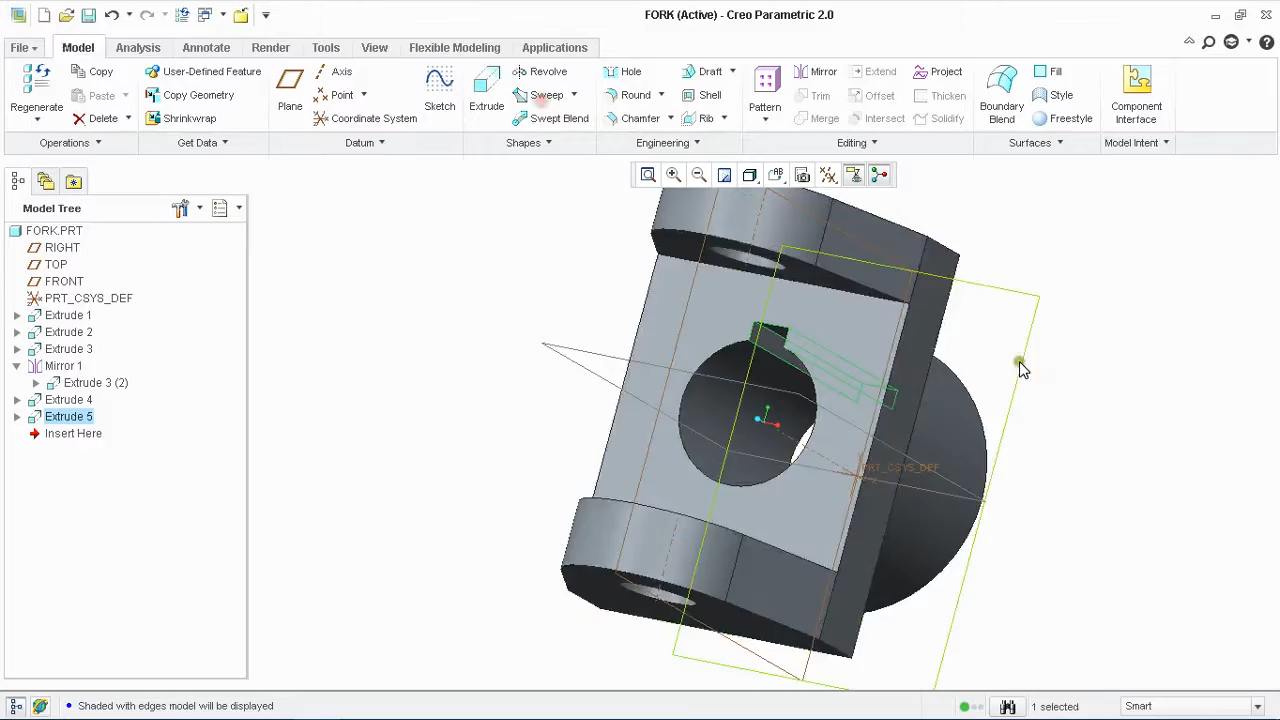 FORK (Active) - Creo Parametric 2.0
File Model Analysis Annotate Render Tools View Flexible Modeling Applications
Regenerate
Copy
Paste
Delete
Operations
User-Defined Feature
Copy Geometry
Shrinkwrap
Get Data
Plane
Axis
Point
Coordinate System
Datum
Sketch
Extrude
Revolve
Sweep
Swept Blend
Shapes
Hole
Round
Chamfer
Draft
Shell
Rib
Engineering
Pattern
Mirror
Trim
Merge
Extend
Offset
Intersect
Project
Thicken
Solidify
Editing
Boundary
Blend
Fill
Style
Freestyle
Surfaces
Component
Interface
Model Intent
Model Tree
FORK.PRT
RIGHT
TOP
FRONT
PRT_CSYS_DEF
Extrude 1
Extrude 2
Extrude 3
Mirror 1
Extrude 3 (2)
Extrude 4
Extrude 5
Insert Here
PRT_CSYS_DEF
Shaded with edges model will be displayed
1 selected
Smart